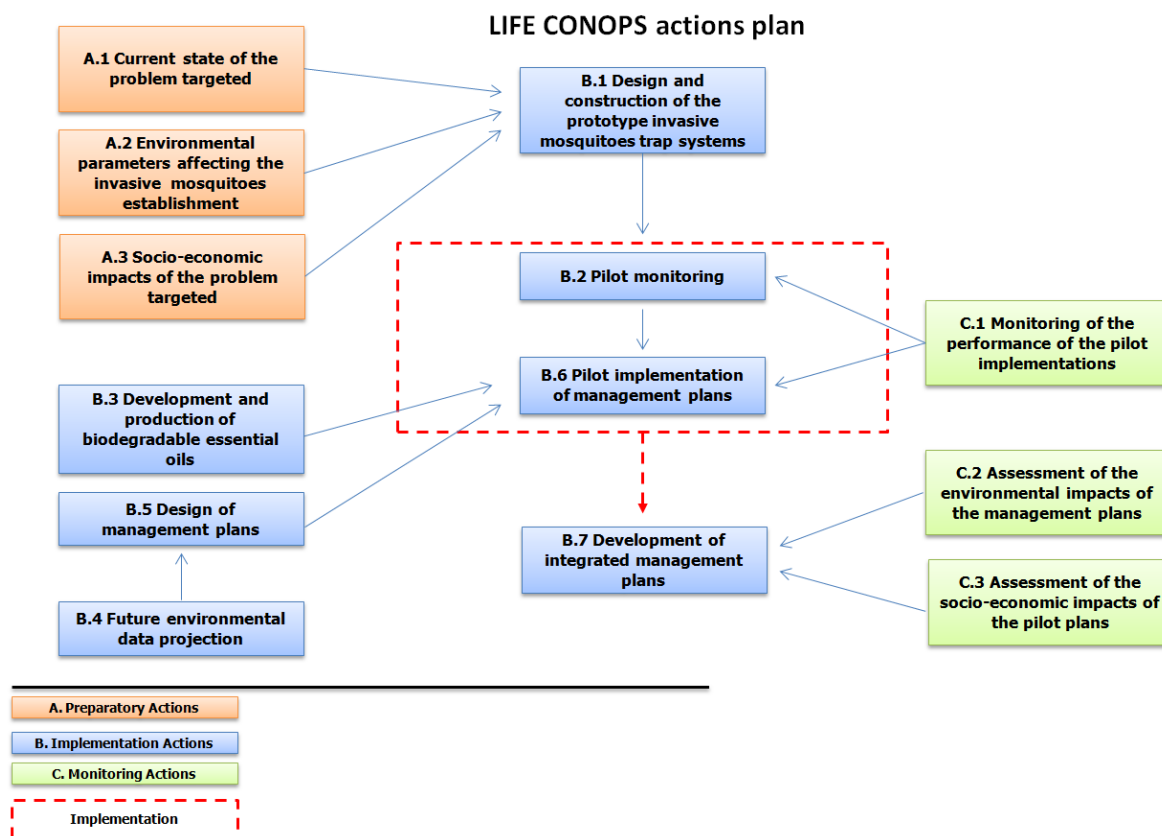 LIFE CONOPS actions plan
A.1 Current state of the
problem targeted
A.2 Environmental
parameters affecting the
invasive mosquitoes
establishment
A.3 Socio-economic
impacts of the problem
targeted
B.1 Design and
construction of the
prototype invasive
mosquitoes trap systems
B.2 Pilot monitoring
B.6 Pilot implementation
of management plans
C.1 Monitoring of the
performance of the pilot
implementations
B.3 Development and
production of
biodegradable essential
oils
B.5 Design of
management plans
B.4 Future environmental
data projection
B.7 Development of
integrated management
plans
C.2 Assessment of the
environmental impacts of
the management plans
C.3 Assessment of the
socio-economic impacts of
the pilot plans
A. Preparatory Actions
B. Implementation Actions
C. Monitoring Actions
Implementation